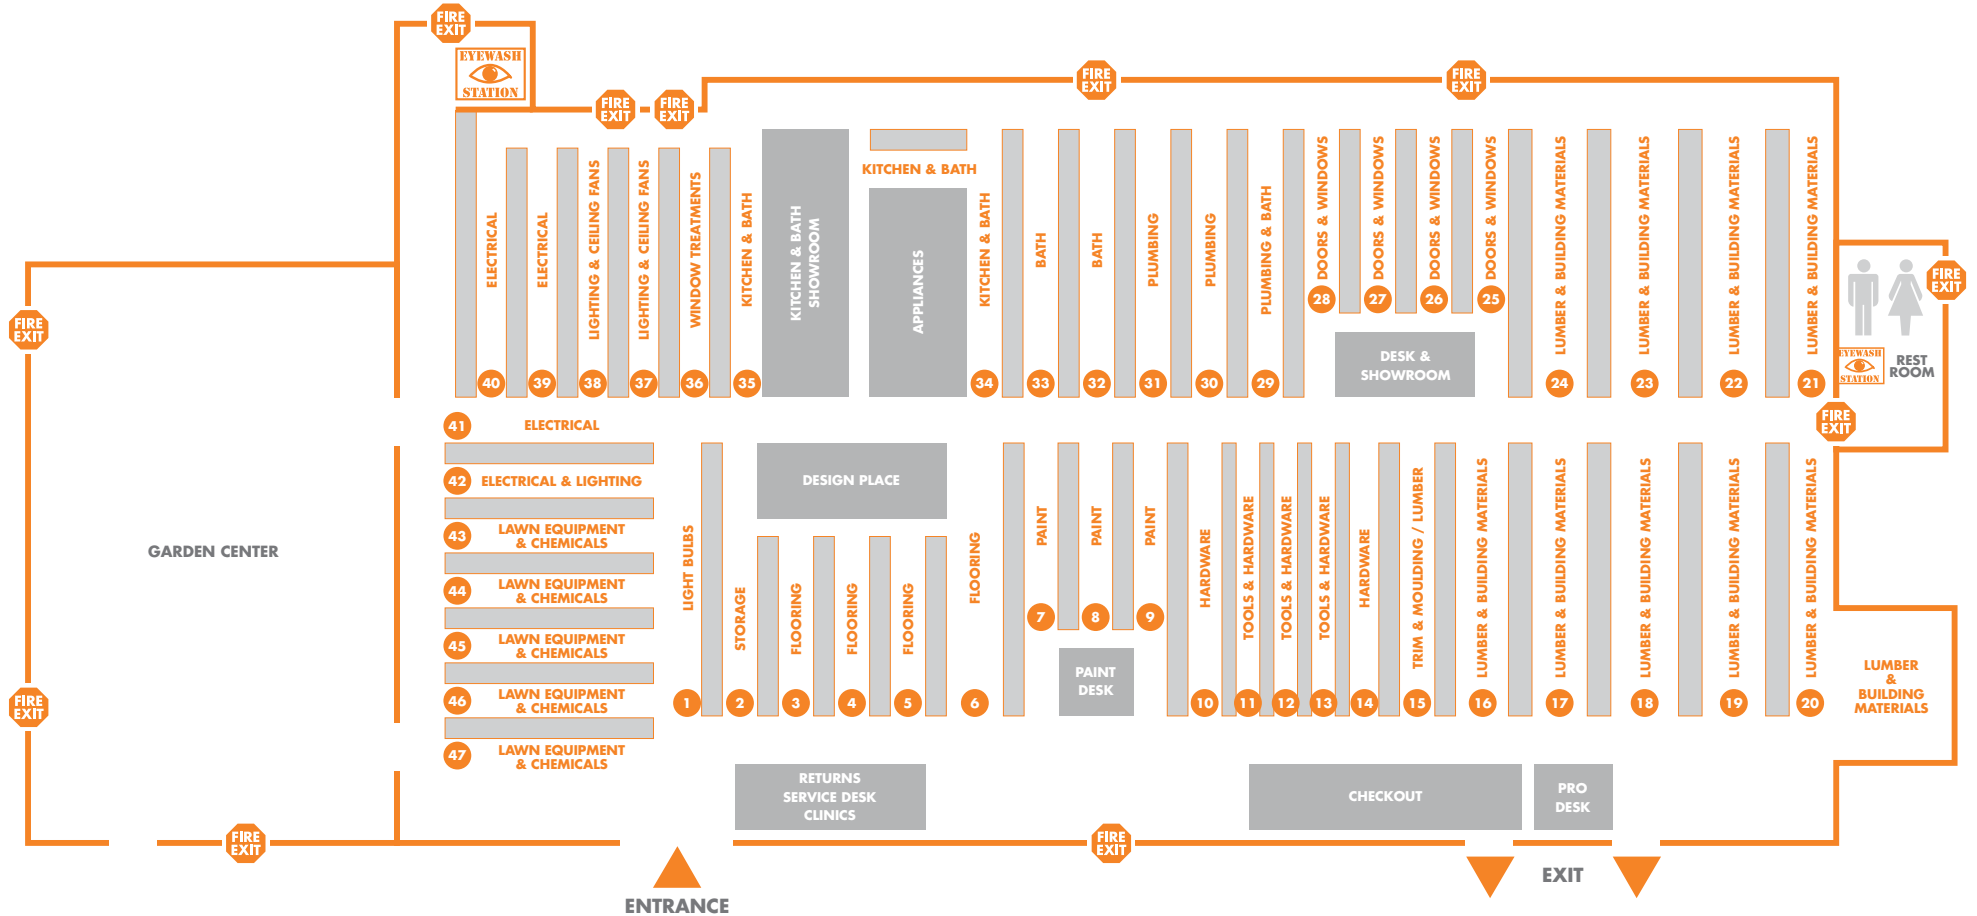 FIRE
EXIT
EYEWASH
STATION
FIRE
EXIT
FIRE
EXIT
FIRE
EXIT
FIRE
EXIT
ELECTRICAL
40
ELECTRICAL
39
LIGHTING & CEILING FANS
38
LIGHTING & CEILING FANS
37
WINDOW TREATMENTS
36
KITCHEN & BATH
35
KITCHEN & BATH
SHOWROOM
KITCHEN & BATH
APPLIANCES
KITCHEN & BATH
34
BATH
33
BATH
32
PLUMBING
31
PLUMBING
30
PLUMBING & BATH
29
DOORS & WINDOWS
28
DOORS & WINDOWS
27
DOORS & WINDOWS
26
DOORS & WINDOWS
25
DESK &
SHOWROOM
LUMBER & BUILDING MATERIALS
24
LUMBER & BUILDING MATERIALS
23
LUMBER & BUILDING MATERIALS
22
LUMBER & BUILDING MATERIALS
21
FIRE
EXIT
EYEWASH
STATION
REST
ROOM
FIRE
EXIT
FIRE
EXIT
GARDEN CENTER
FIRE
EXIT
FIRE
EXIT
41
ELECTRICAL
42
ELECTRICAL & LIGHTING
43
LAWN EQUIPMENT
& CHEMICALS
44
LAWN EQUIPMENT
& CHEMICALS
45
LAWN EQUIPMENT
& CHEMICALS
46
LAWN EQUIPMENT
& CHEMICALS
47
LAWN EQUIPMENT
& CHEMICALS
LIGHT BULBS
1
STORAGE
2
DESIGN PLACE
FLOORING
3
FLOORING
4
FLOORING
5
FLOORING
6
PAINT
7
PAINT
8
PAINT
9
PAINT
DESK
HARDWARE
10
TOOLS & HARDWARE
11
TOOLS & HARDWARE
12
TOOLS & HARDWARE
13
HARDWARE
14
TRIM & MOULDING / LUMBER
15
LUMBER & BUILDING MATERIALS
16
LUMBER & BUILDING MATERIALS
17
LUMBER & BUILDING MATERIALS
18
LUMBER & BUILDING MATERIALS
19
LUMBER & BUILDING MATERIALS
20
LUMBER
&
BUILDING
MATERIALS
RETURNS
SERVICE DESK
CLINICS
CHECKOUT
PRO
DESK
FIRE
EXIT
ENTRANCE
EXIT